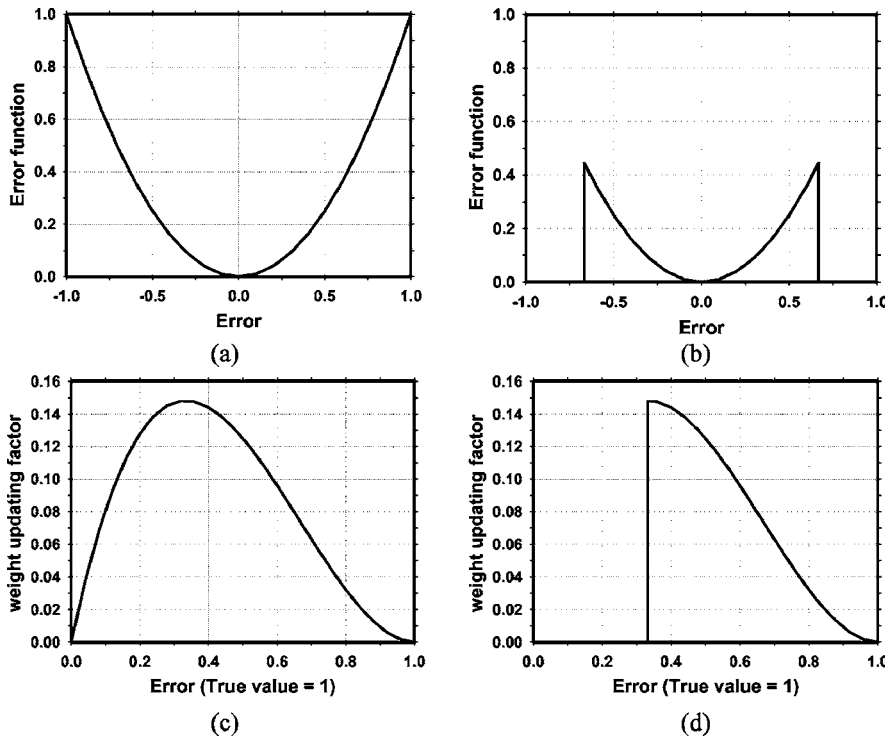 1.0
0.8
0.6
0.4
0.2
0.0
Error function
-1.0 -0.5 0.0 0.5 1.0
Error
(a)
1.0
0.8
0.6
0.4
0.2
0.0
Error function
-1.0 -0.5 0.0 0.5 1.0
Error
(b)
0.16
0.14
0.12
0.10
0.08
0.06
0.04
0.02
0.00
weight updating factor
0.0 0.2 0.4 0.6 0.8 1.0
Error (True value = 1)
(c)
0.16
0.14
0.12
0.10
0.08
0.06
0.04
0.02
0.00
weight updating factor
0.0 0.2 0.4 0.6 0.8 1.0
Error (True value = 1)
(d)